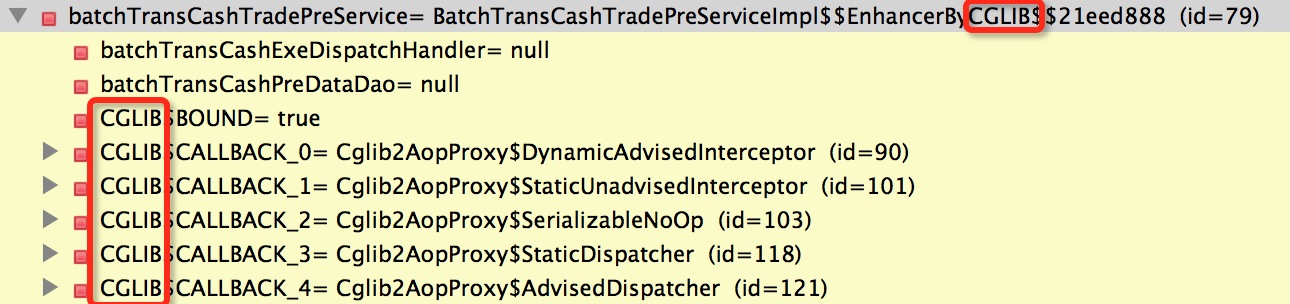 batchTransCashTradePreService= BatchTransCashTradePreServiceImpl$$EnhancerByCGLIB$$21eed888 (id=79)
batchTransCashExeDispatchHandler= null
batchTransCashPreDataDao= null
CGLIB$BOUND= true
CGLIB$CALLBACK_0= Cglib2AopProxy$DynamicAdvisedInterceptor (id=90)
CGLIB$CALLBACK_1= Cglib2AopProxy$StaticUnadvisedInterceptor (id=101)
CGLIB$CALLBACK_2= Cglib2AopProxy$SerializableNoOp (id=103)
CGLIB$CALLBACK_3= Cglib2AopProxy$StaticDispatcher (id=118)
CGLIB$CALLBACK_4= Cglib2AopProxy$AdvisedDispatcher (id=121)